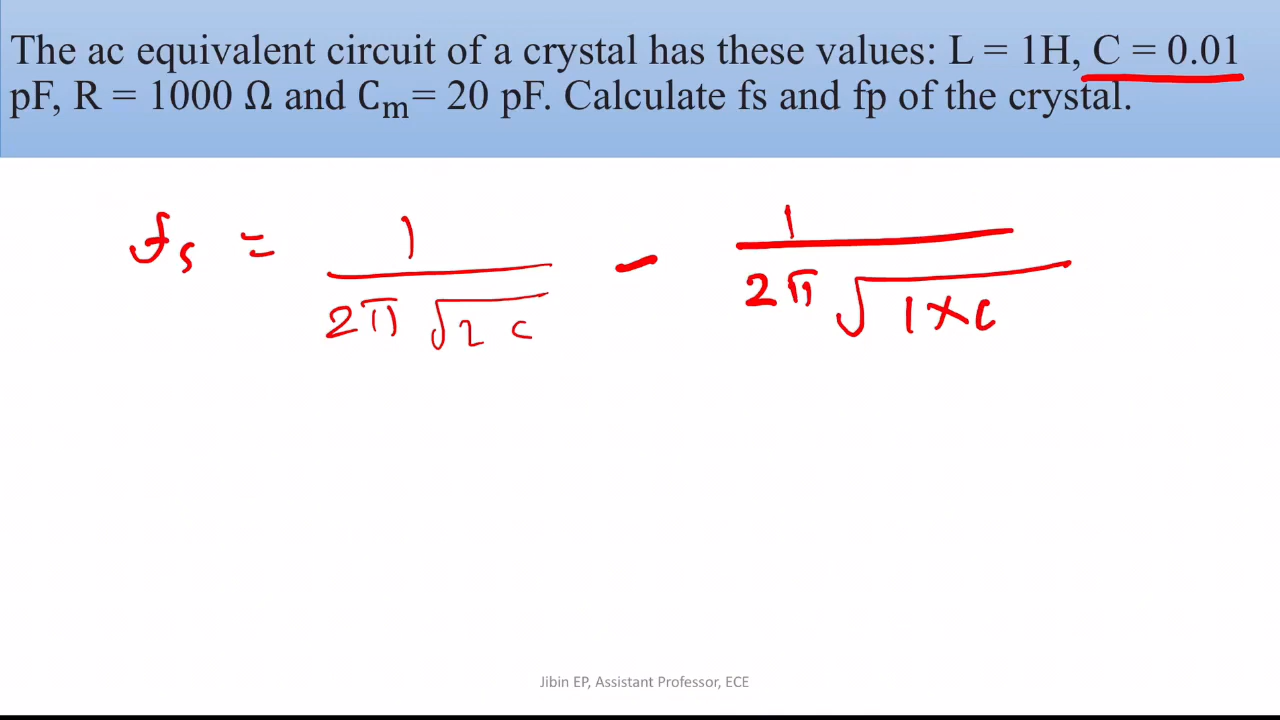 The ac equivalent circuit of a crystal has these values: L = 1H, C = 0.01
pF, R = 1000 Ω and Cₘ= 20 pF. Calculate fs and fp of the crystal.
fs = 1 / 2π √2 C - 1 / 2π √1×C
Jibin EP, Assistant Professor, ECE